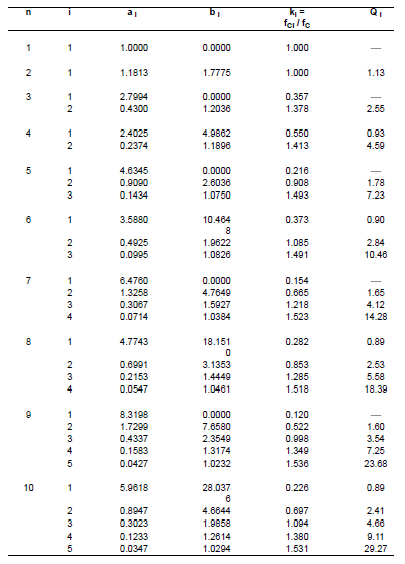 n i a i b i k i = Q i
f Ci / f C
1 1 1.0000 0.0000 1.000 —
2 1 1.1813 1.7775 1.000 1.13
3 1 2.7994 0.0000 0.357 —
2 0.4300 1.2036 1.378 2.55
4 1 2.4025 4.9862 0.550 0.93
2 0.2374 1.1896 1.413 4.59
5 1 4.6345 0.0000 0.216 —
2 0.9090 2.6036 0.908 1.78
3 0.1434 1.0750 1.493 7.23
6 1 3.5880 10.464 0.373 0.90
8
2 0.4925 1.9622 1.085 2.84
3 0.0995 1.0826 1.491 10.46
7 1 6.4760 0.0000 0.154 —
2 1.3258 4.7649 0.665 1.65
3 0.3067 1.5927 1.218 4.12
4 0.0714 1.0384 1.523 14.28
8 1 4.7743 18.151 0.282 0.89
0
2 0.6991 3.1353 0.853 2.53
3 0.2153 1.4449 1.285 5.58
4 0.0547 1.0461 1.518 18.39
9 1 8.3198 0.0000 0.120 —
2 1.7299 7.6580 0.522 1.60
3 0.4337 2.3549 0.998 3.54
4 0.1583 1.3174 1.349 7.25
5 0.0427 1.0232 1.536 23.68
10 1 5.9618 28.037 0.226 0.89
6
2 0.8947 4.6644 0.697 2.41
3 0.3023 1.9858 1.094 4.66
4 0.1233 1.2614 1.380 9.11
5 0.0347 1.0294 1.531 29.27